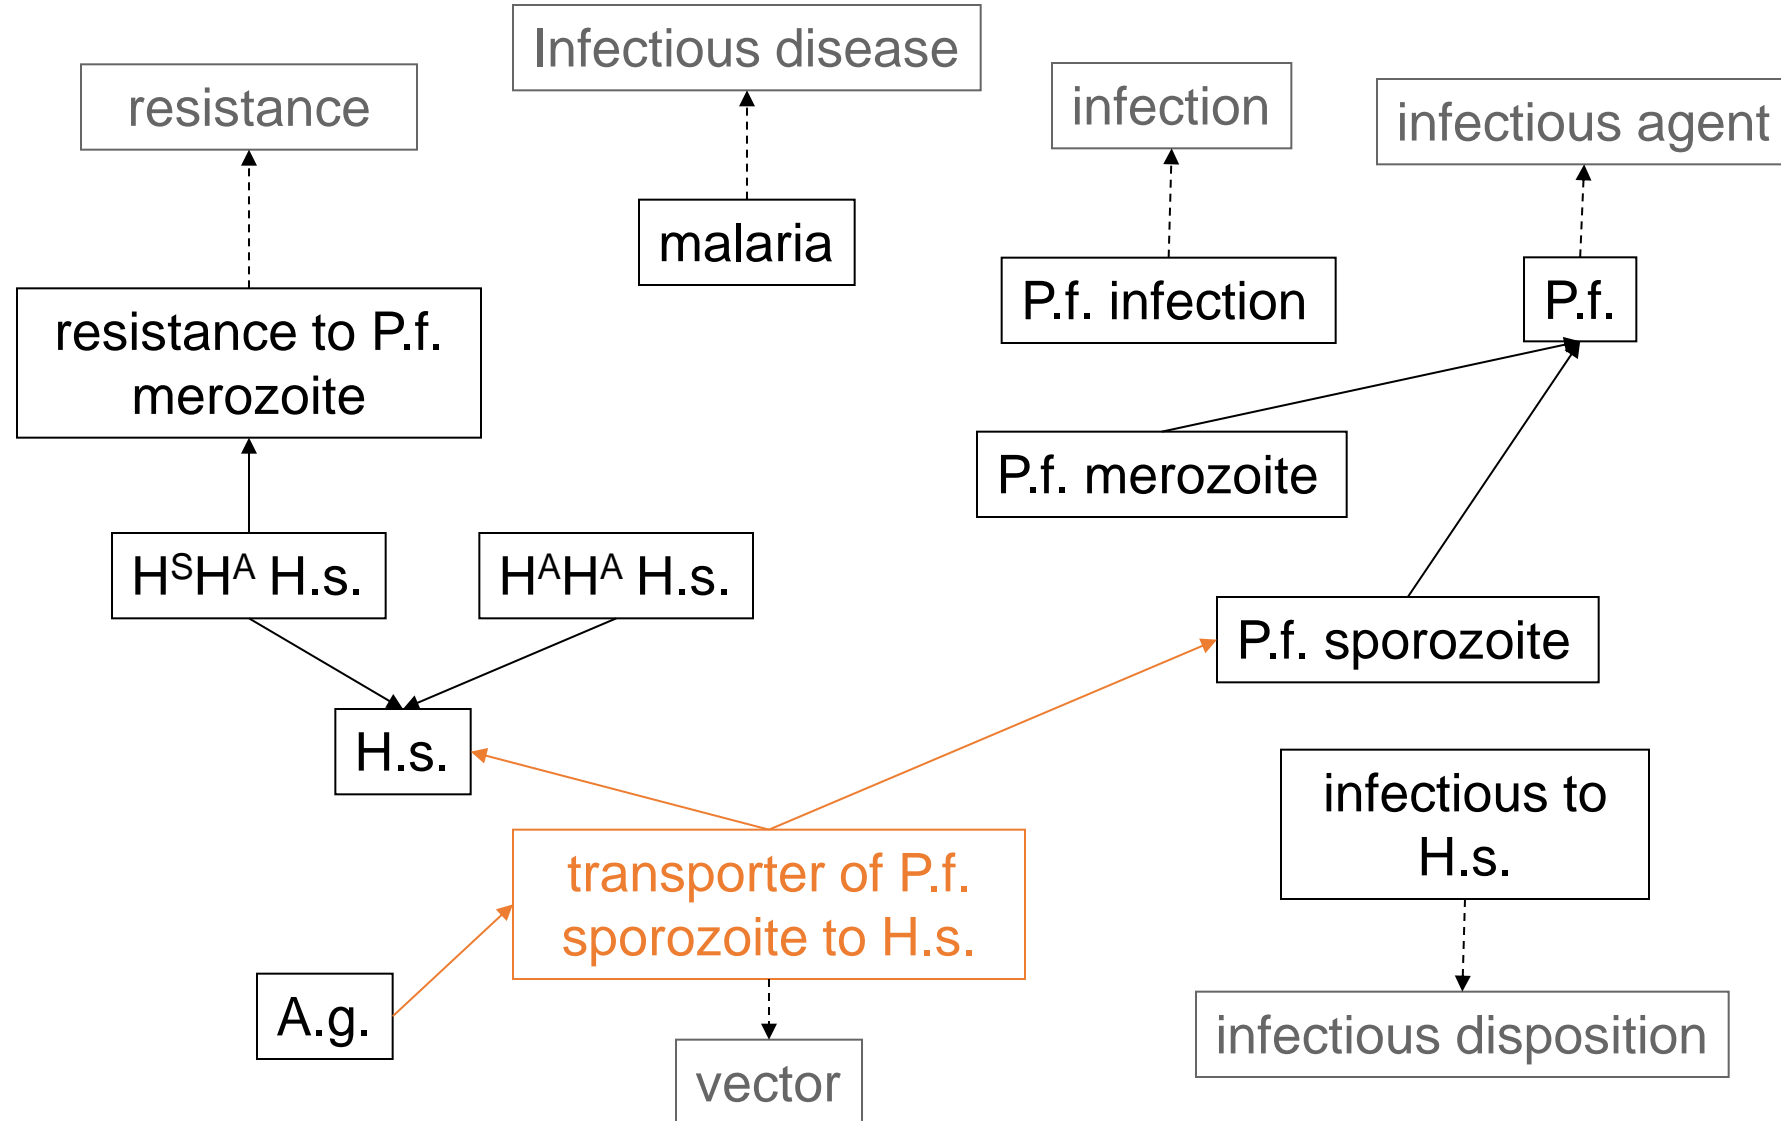 Infectious disease
resistance
infection
infectious agent
malaria
P.f. infection
P.f.
resistance to P.f.
merozoite
P.f. merozoite
HSHA H.s.
HAHA H.s.
P.f. sporozoite
H.s.
infectious to
H.s.
transporter of P.f.
sporozoite to H.s.
A.g.
infectious disposition
vector